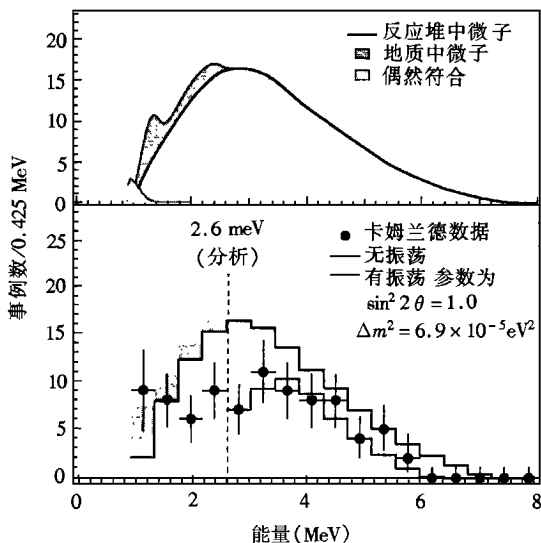 20
15
10
5
0
反应堆中微子
地质中微子
偶然符合
事例数/0.425 MeV
25
20
15
10
5
0
2.6 meV
(分析)
卡姆兰德数据
无振荡
有振荡 参数为
sin² 2θ = 1.0
Δm² = 6.9 × 10⁻⁵ eV²
0 2 4 6 8
能量(MeV)